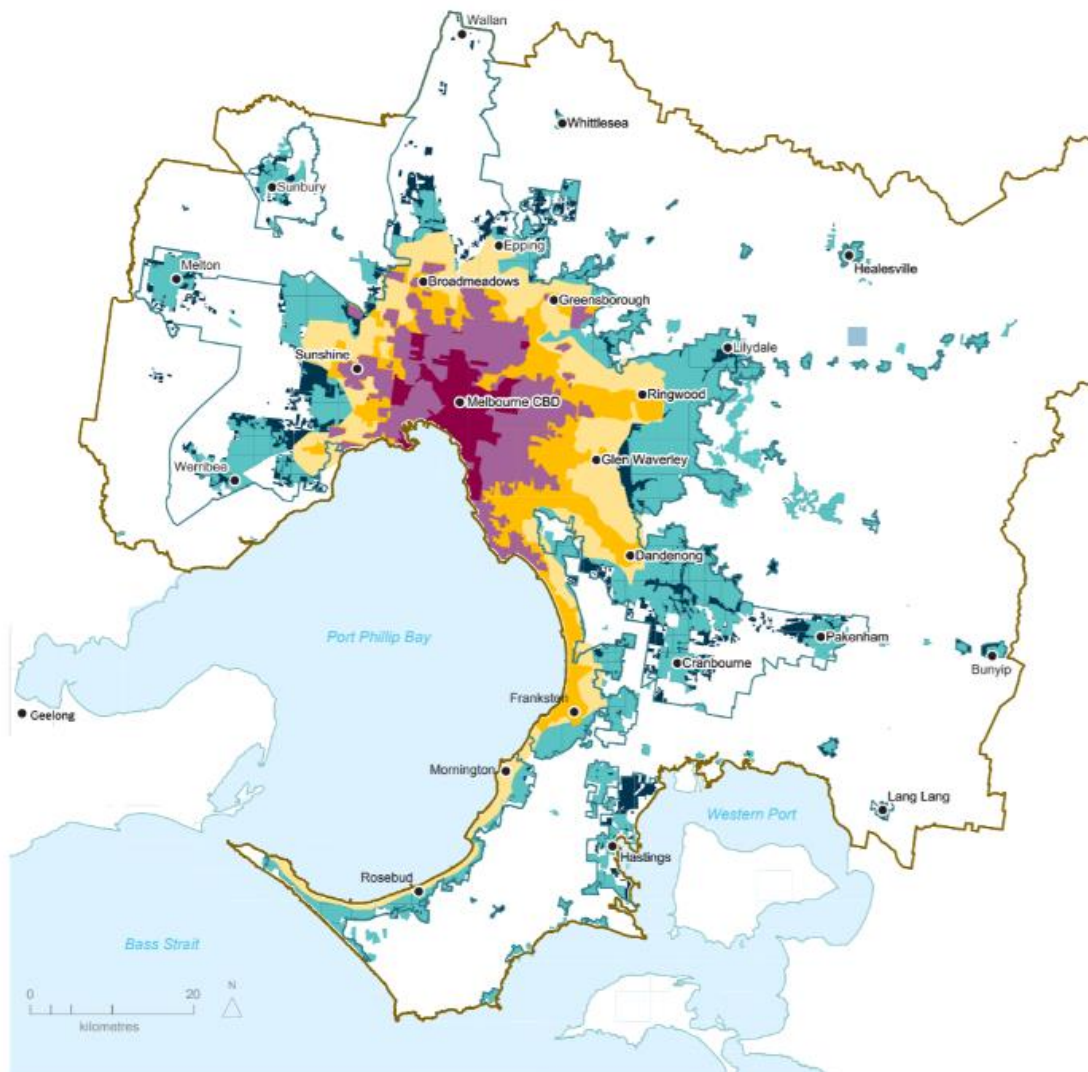 Wallan
Whittlesea
Sunbury
Epping
Healesville
Melton
Broadmeadows
Greensborough
Lilydale
Sunshine
Ringwood
Melbourne CBD
Glen Waverley
Werribee
Dandenong
Port Phillip Bay
Pakenham
Cranbourne
Bunyip
Geelong
Frankston
Mornington
Lang Lang
Western Port
Hastings
Rosebud
Bass Strait
0 20
N
kilometres